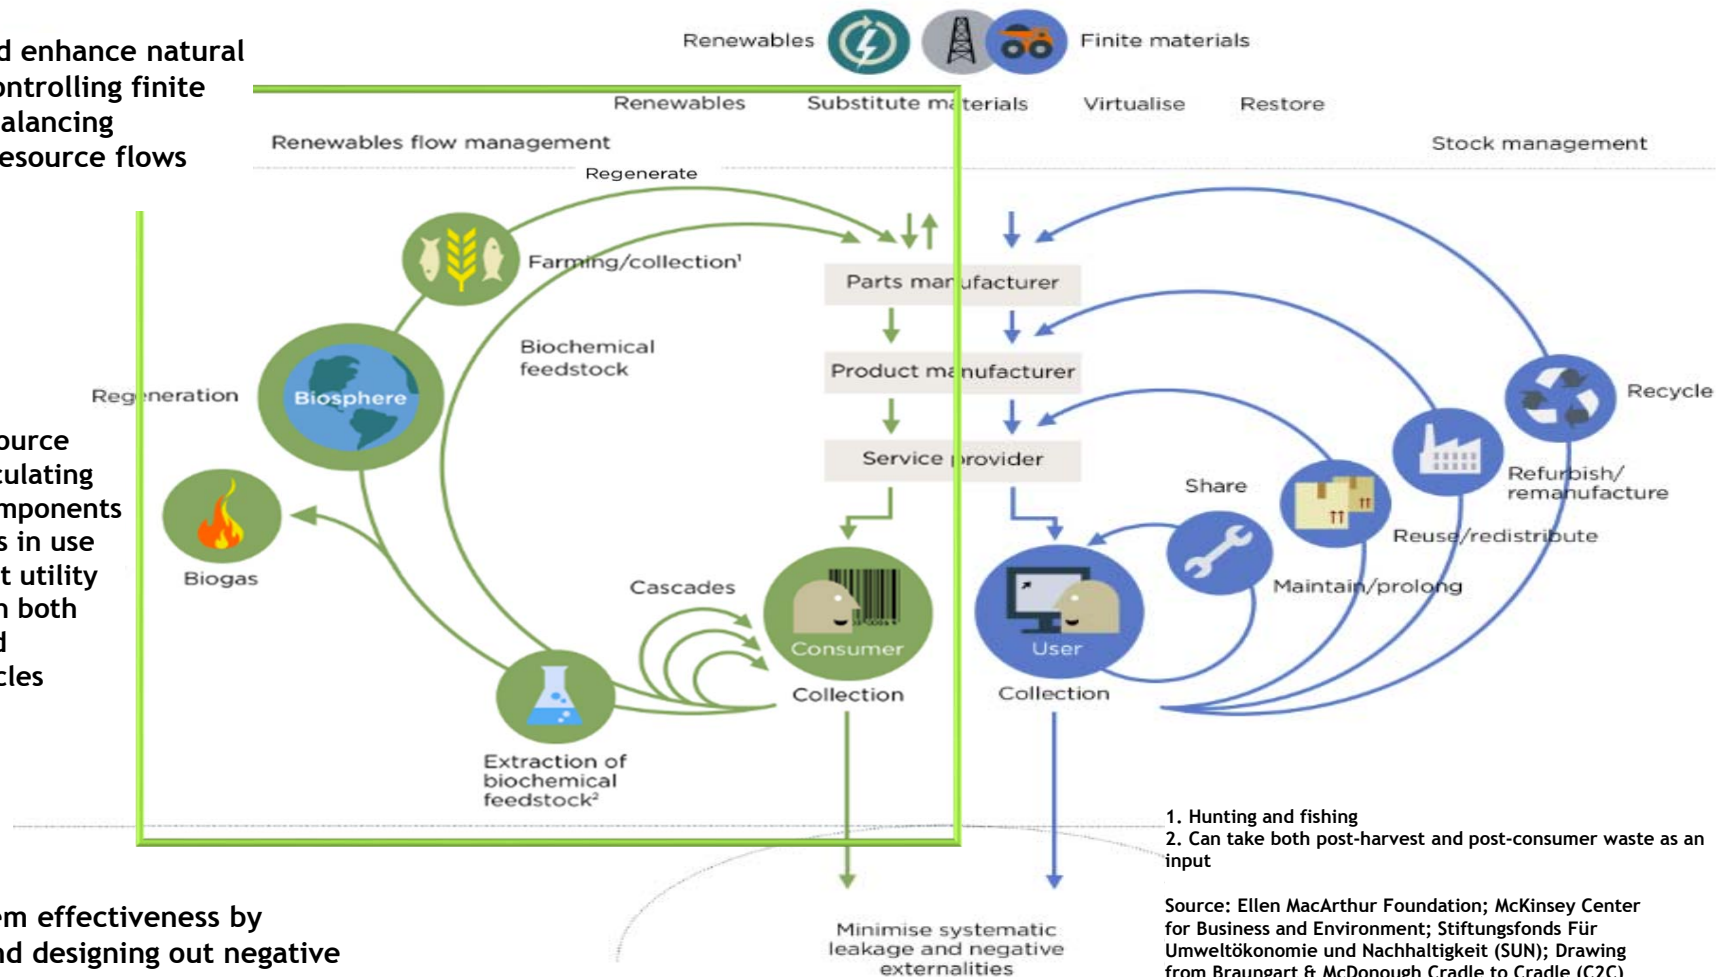 Renewables
Finite materials
d enhance natural
ontrolling finite
alancing
esource flows
Renewables
Substitute materials
Virtualise
Restore
Renewables flow management
Stock management
Regenerate
Farming/collection¹
Parts manufacturer
Biochemical
feedstock
Product manufacturer
Regeneration
Biosphere
Recycle
ource
culating
mponents
s in use
t utility
n both
d
cles
Service provider
Share
Refurbish/
remanufacture
Reuse/redistribute
Biogas
Cascades
Maintain/prolong
Consumer
User
Collection
Collection
Extraction of
biochemical
feedstock²
1. Hunting and fishing
2. Can take both post-harvest and post-consumer waste as an
input
em effectiveness by
nd designing out negative
Minimise systematic
leakage and negative
externalities
Source: Ellen MacArthur Foundation; McKinsey Center
for Business and Environment; Stiftungsfonds Für
Umweltökonomie und Nachhaltigkeit (SUN); Drawing
from Braungart & McDonough Cradle to Cradle (C2C)